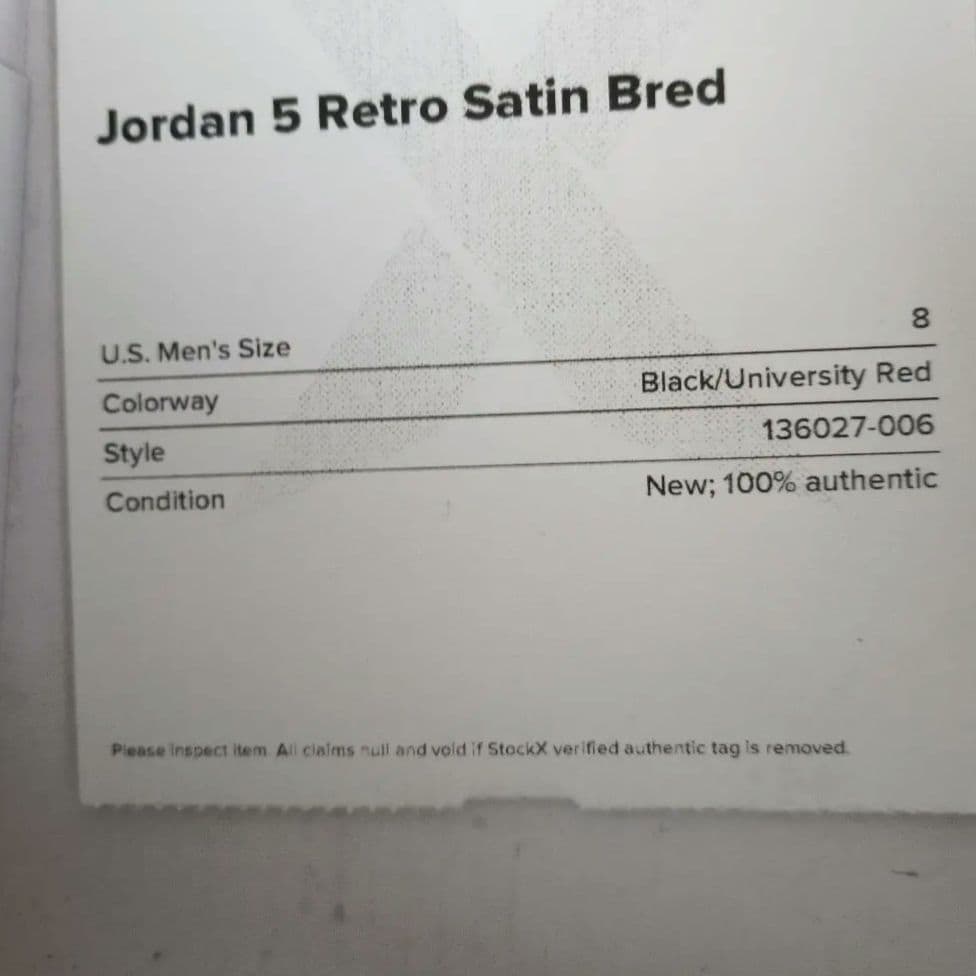 Jordan 5 Retro Satin Bred
U.S. Men's Size 8
Colorway Black/University Red
Style 136027-006
Condition New; 100% authentic
Please inspect item. All claims null and void if StockX verified authentic tag is removed.